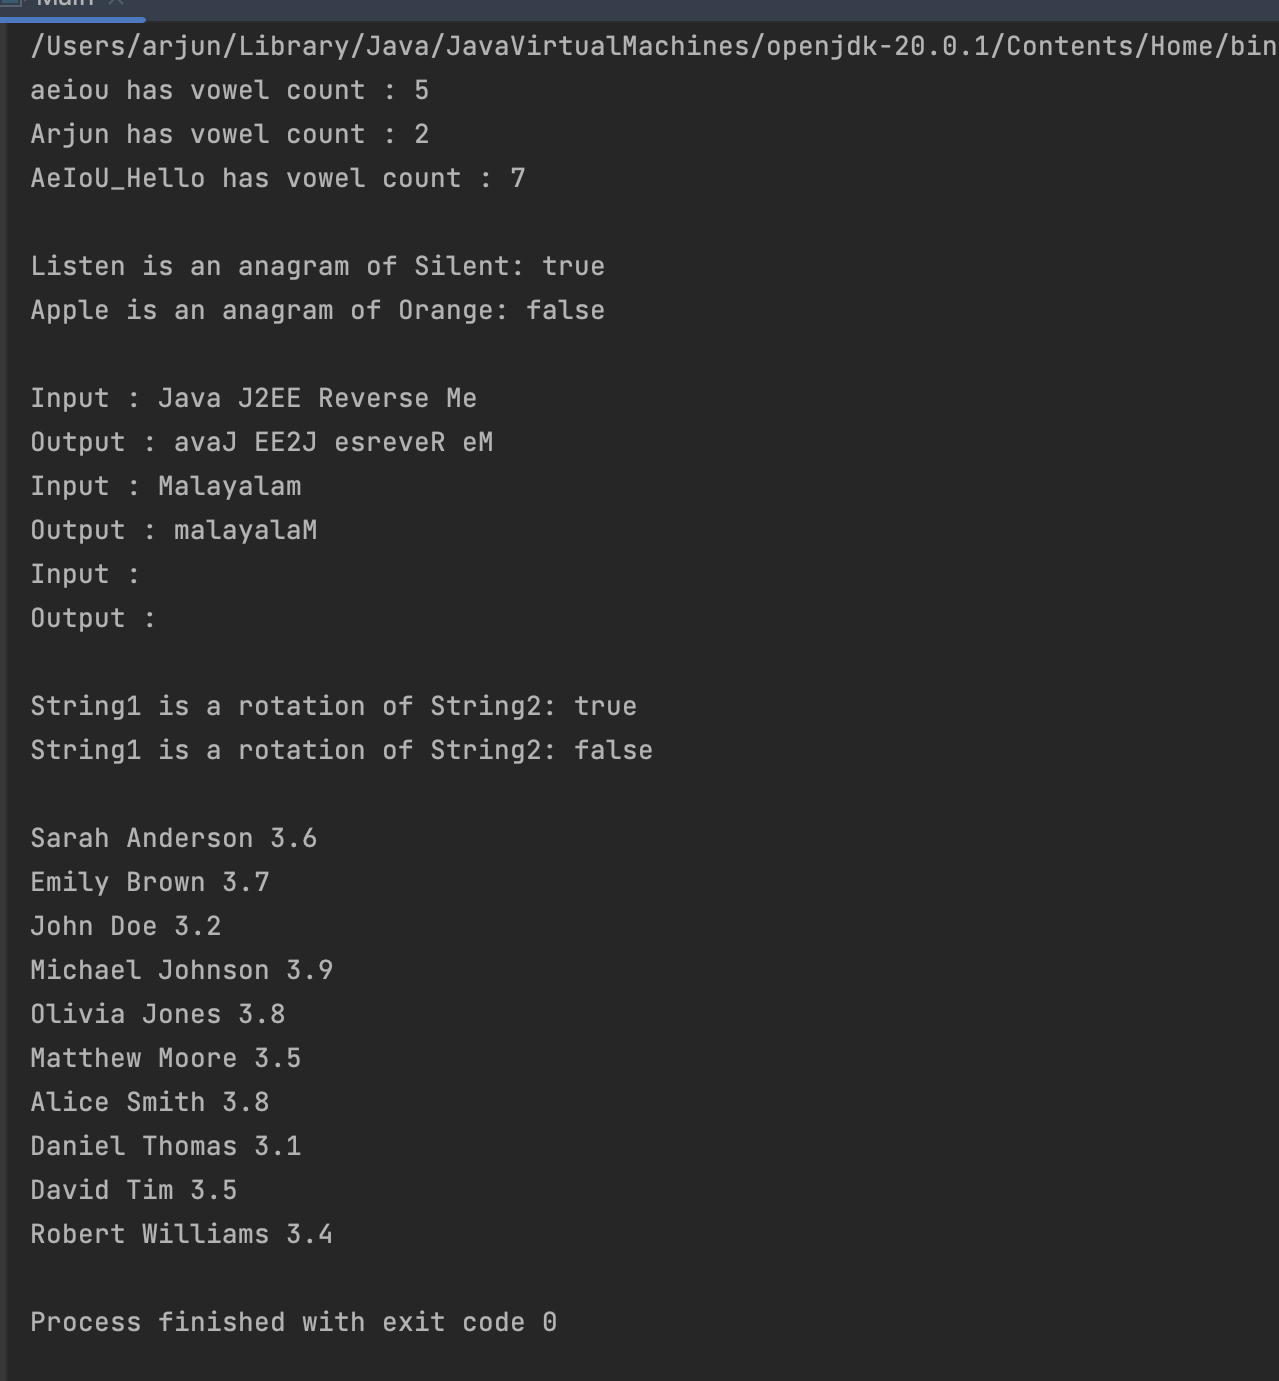 Main
/Users/arjun/Library/Java/JavaVirtualMachines/openjdk-20.0.1/Contents/Home/bin
aeiou has vowel count : 5
Arjun has vowel count : 2
AeIoU_Hello has vowel count : 7
Listen is an anagram of Silent: true
Apple is an anagram of Orange: false
Input : Java J2EE Reverse Me
Output : avaJ EE2J esreveR eM
Input : Malayalam
Output : malayalaM
Input :
Output :
String1 is a rotation of String2: true
String1 is a rotation of String2: false
Sarah Anderson 3.6
Emily Brown 3.7
John Doe 3.2
Michael Johnson 3.9
Olivia Jones 3.8
Matthew Moore 3.5
Alice Smith 3.8
Daniel Thomas 3.1
David Tim 3.5
Robert Williams 3.4
Process finished with exit code 0